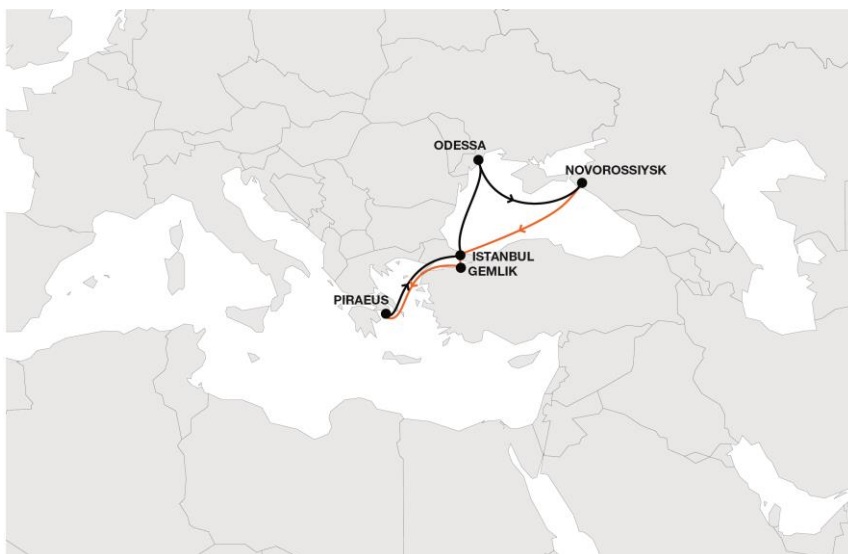 ODESSA
NOVOROSSIYSK
ISTANBUL
GEMLIK
PIRAEUS